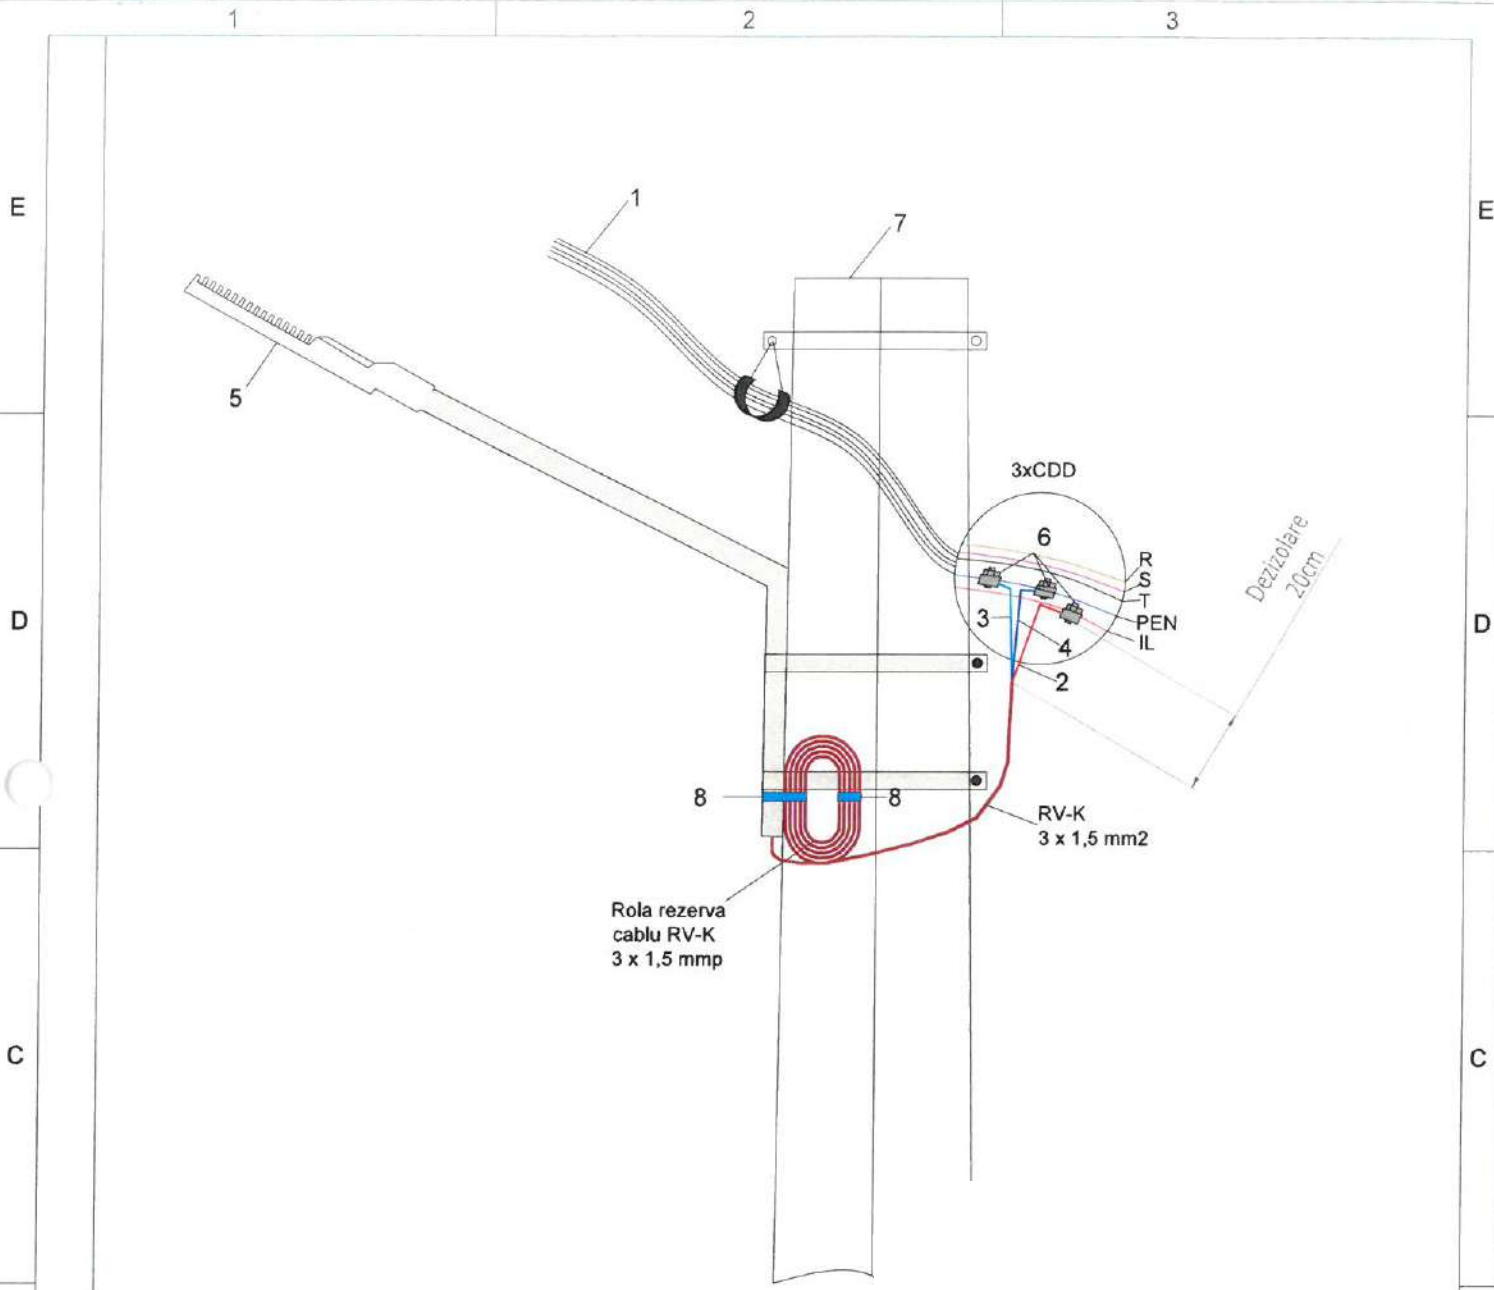 1
2
3
E
E
1
7
5
3xCDD
6
R
S
T
PEN
IL
3
4
2
Dezizolare
20cm
D
D
8
8
RV-K
3 x 1,5 mm2
Rola rezerva
cablu RV-K
3 x 1,5 mmp
C
C